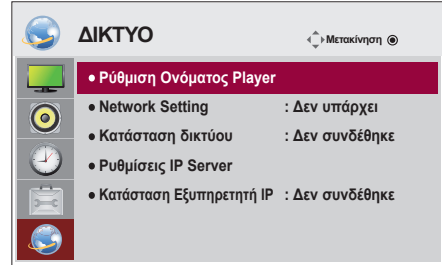 ΔΙΚΤΥΟ Μετακίνηση
• Ρύθμιση Ονόματος Player
• Network Setting : Δεν υπάρχει
• Κατάσταση δικτύου : Δεν συνδέθηκε
• Ρυθμίσεις IP Server
• Κατάσταση Εξυπηρετητή IP : Δεν συνδέθηκε